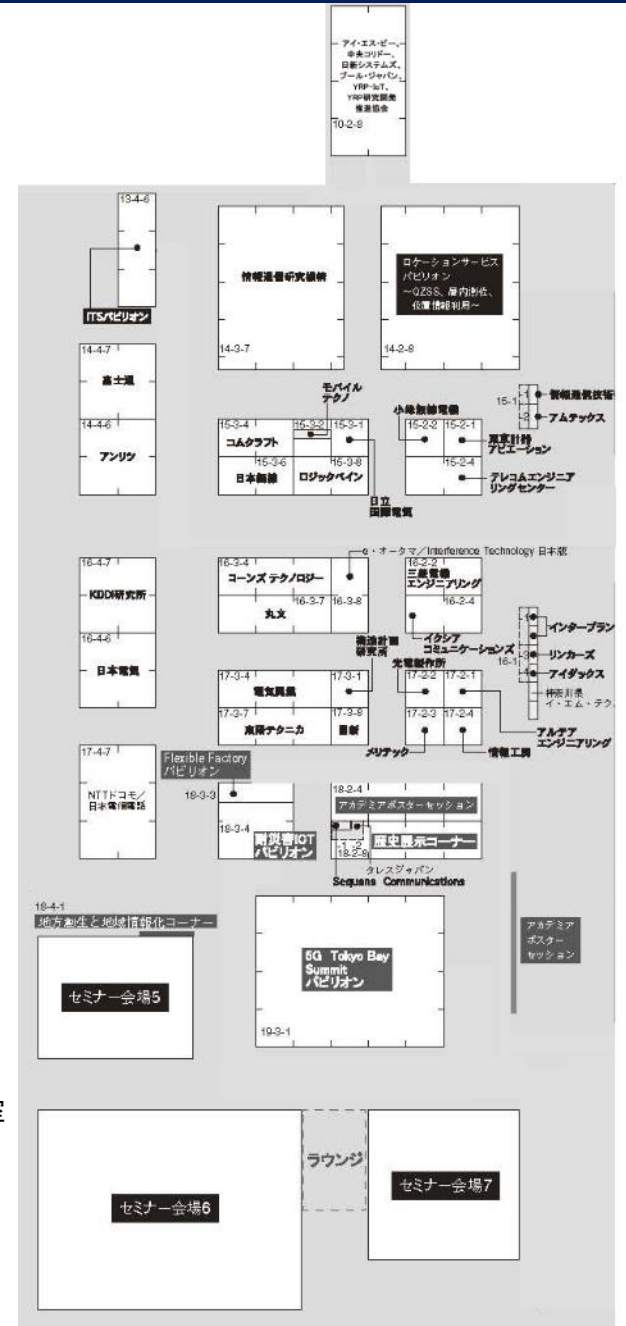 アイ・エス・ビー、
中央コリドー、
日新システムズ、
プール・ジャパン、
YRP-IoT、
YRP研究開発
推進協会
10-2-8
13-4-6
ITSパビリオン
情報通信研究機構
14-3-7
ロケーションサービス
パビリオン
～QZSS、屋内測位、
位置情報利用～
14-2-8
14-4-7
富士通
14-4-6
アンリツ
モバイル
テクノ
15-3-4
コムクラフト
15-3-2
15-3-1
15-3-6
日本無線
15-3-8
ロジックペイン
日立
国際電気
小峰無線電機
15-2-2
15-2-1
東京計器
アビエーション
15-2-4
テレコムエンジニア
リングセンター
15-1
-1
情報通信技術
-2
アムテックス
16-4-7
KDDI研究所
16-4-6
日本電気
e・オータマ／Interference Technology 日本版
16-3-4
コーンズ テクノロジー
16-3-7
16-3-8
丸文
16-2-2
三菱電機
エンジニアリング
16-2-4
イクシア
コミュニケーションズ
16-1
インタープラン
-3
リンカーズ
アイダックス
神奈川県
イ・エム・テク
構造計画
研究所
17-3-4
電気興業
17-3-1
17-3-7
東陽テクニカ
17-3-8
光電製作所
17-2-2
17-2-1
17-2-3
17-2-4
メリテック
情報工房
アルテア
エンジニアリング
17-4-7
NTTドコモ／
日本電信電話
Flexible Factory
パビリオン
18-3-3
18-3-4
耐災害IOT
パビリオン
18-2-4
アカデミアポスターセッション
-1
-2
歴史展示コーナー
18-2-8
タレスジャパン
Sequans Communications
18-4-1
地方創生と地域情報化コーナー
セミナー会場5
5G Tokyo Bay
Summit
パビリオン
19-3-1
アカデミア
ポスター
セッション
ラウンジ
セミナー会場6
セミナー会場7